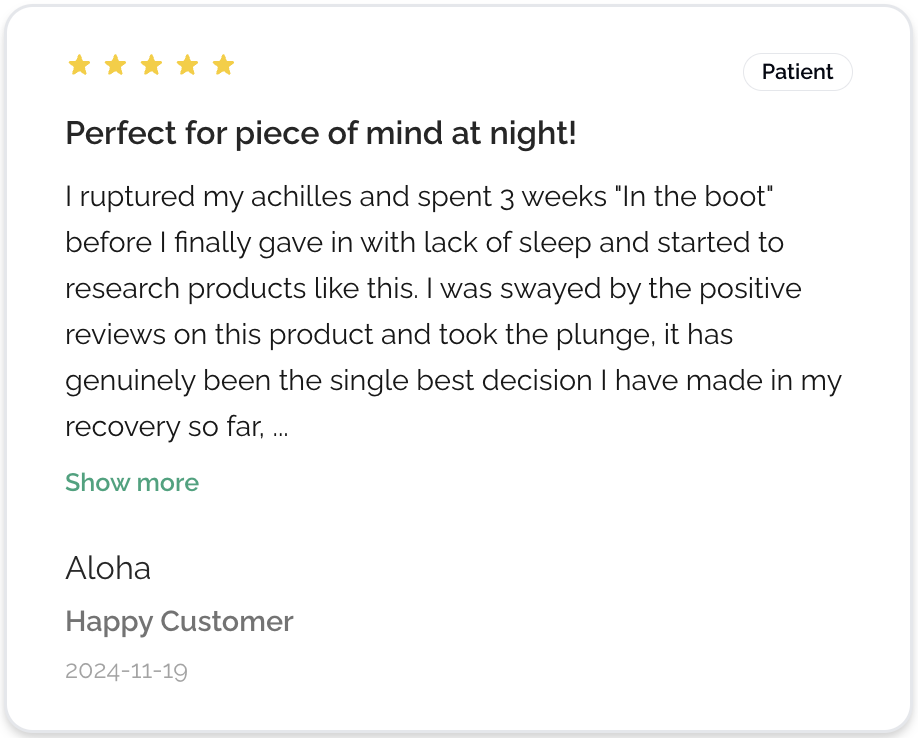 Patient
Perfect for piece of mind at night!
I ruptured my achilles and spent 3 weeks "In the boot"
before I finally gave in with lack of sleep and started to
research products like this. I was swayed by the positive
reviews on this product and took the plunge, it has
genuinely been the single best decision I have made in my
recovery so far, ...
Show more
Aloha
Happy Customer
2024-11-19